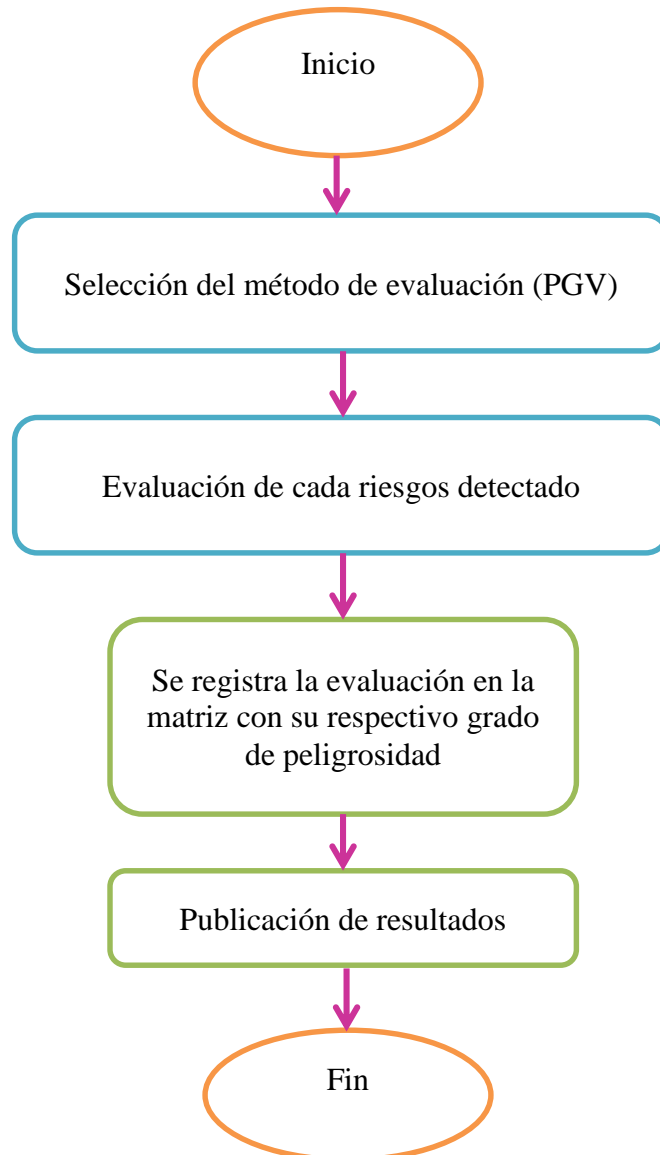 Inicio
Selección del método de evaluación (PGV)
Evaluación de cada riesgos detectado
Se registra la evaluación en la
matriz con su respectivo grado
de peligrosidad
Publicación de resultados
Fin